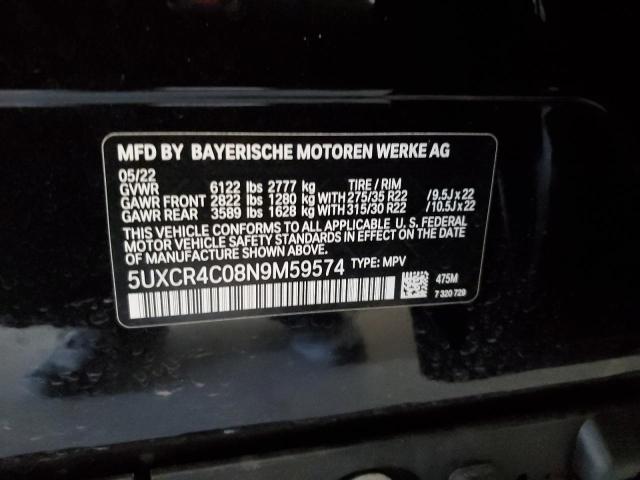 MFD BY BAYERISCHE MOTOREN WERKE AG
05/22
GVWR 6122 lbs 2777 kg TIRE / RIM
GAWR FRONT 2822 lbs 1280 kg WITH 275/35 R22 /9.5J x 22
GAWR REAR 3589 lbs 1628 kg WITH 315/30 R22 /10.5J x 22
THIS VEHICLE CONFORMS TO ALL APPLICABLE U.S. FEDERAL
MOTOR VEHICLE SAFETY STANDARDS IN EFFECT ON THE DATE
OF MANUFACTURE SHOWN ABOVE.
5UXCR4C08N9M59574 TYPE: MPV
475M
7 320 729